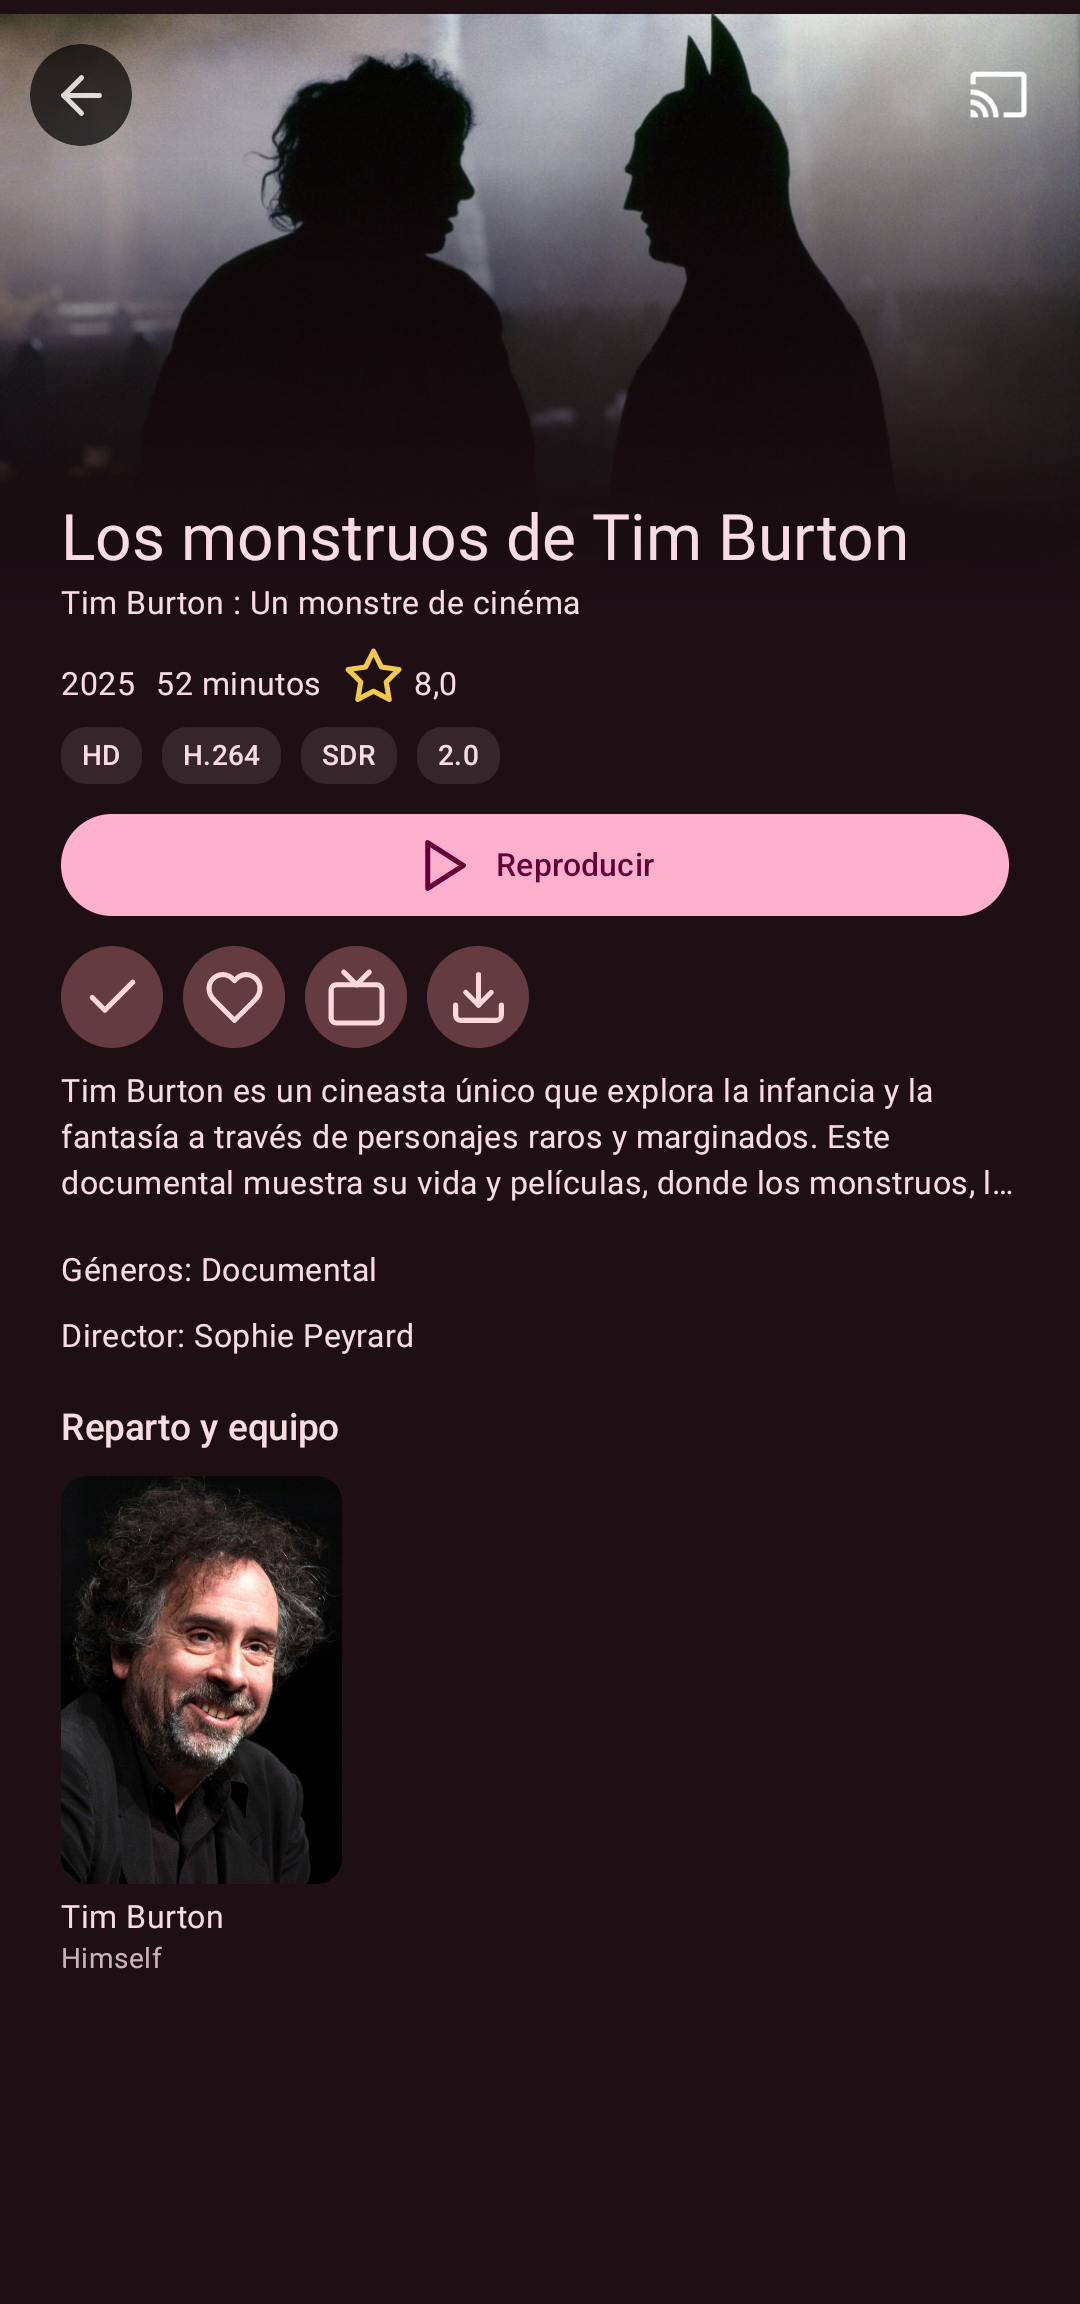 Los monstruos de Tim Burton
Tim Burton : Un monstre de cinéma
2025 52 minutos 8,0
HD H.264 SDR 2.0
Reproducir
Tim Burton es un cineasta único que explora la infancia y la
fantasía a través de personajes raros y marginados. Este
documental muestra su vida y películas, donde los monstruos, l…
Géneros: Documental
Director: Sophie Peyrard
Reparto y equipo
Tim Burton
Himself